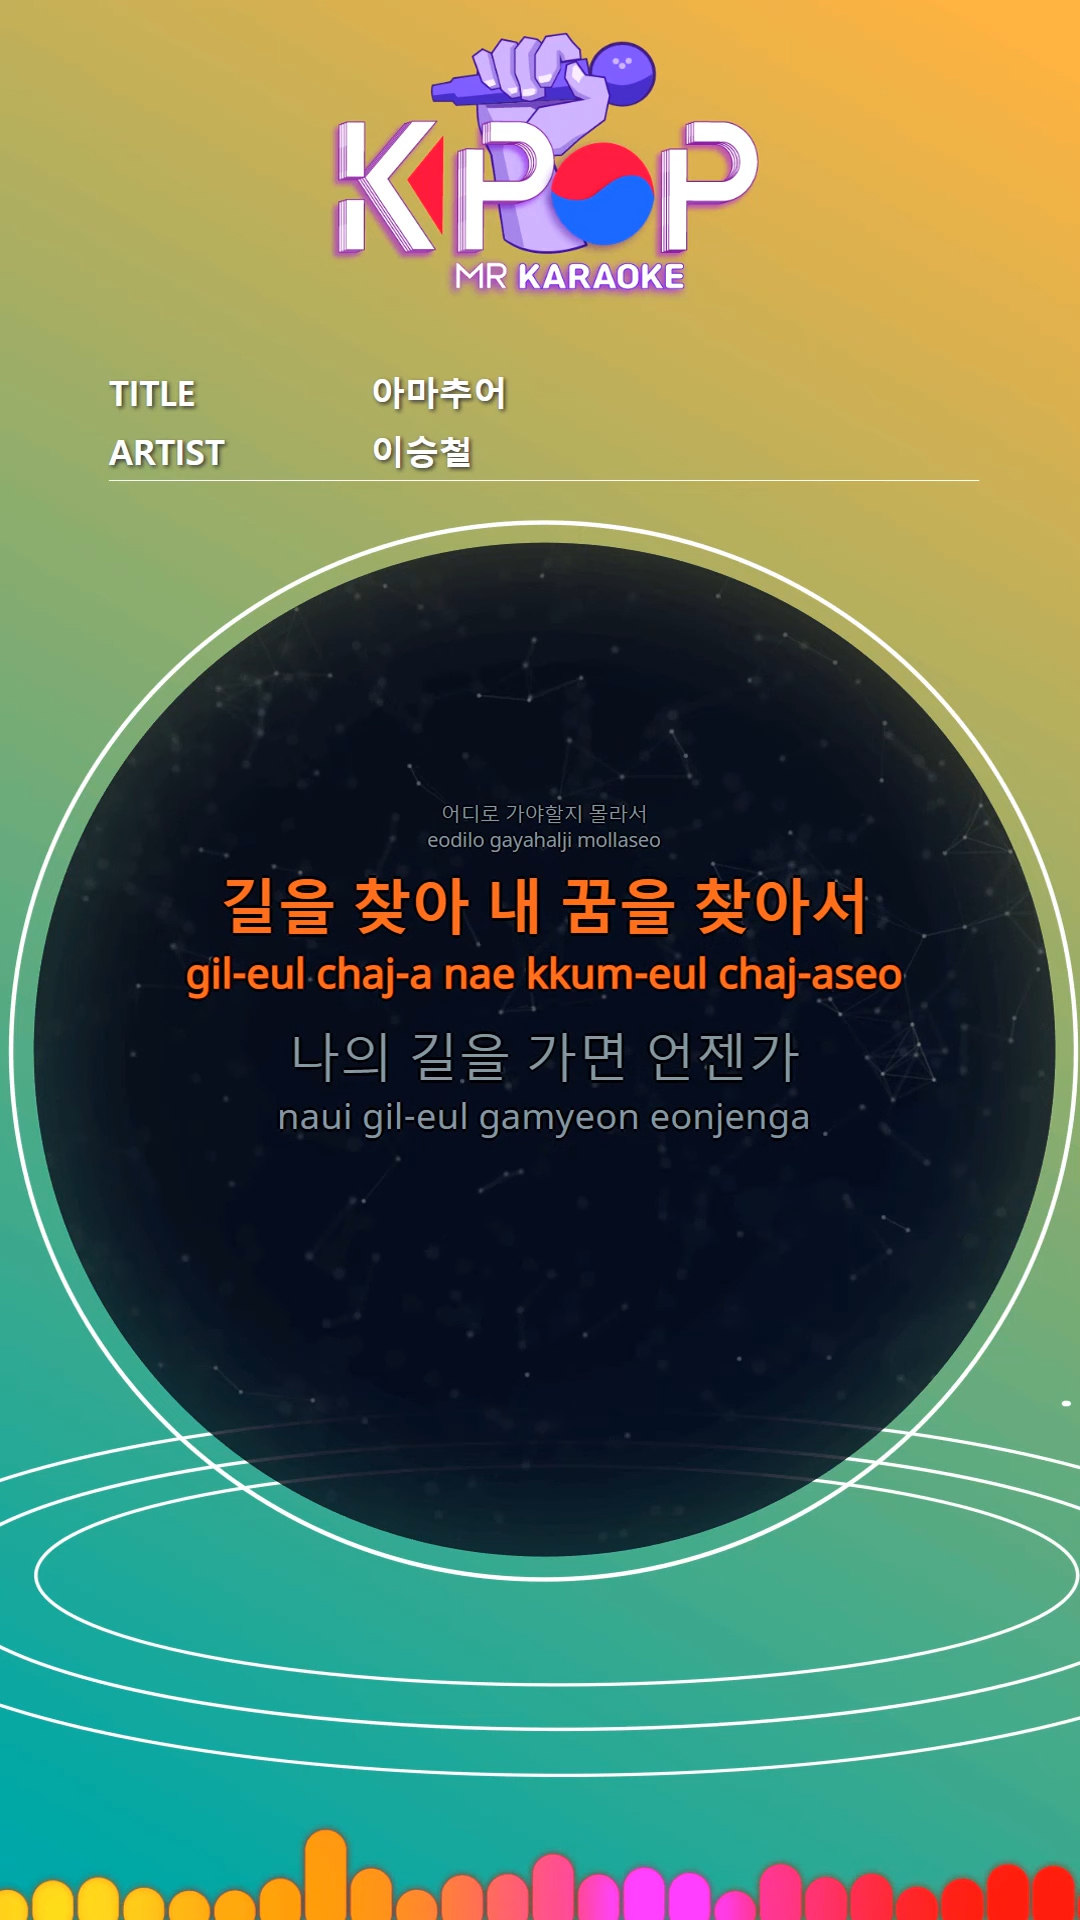 KPOP
MR KARAOKE
TITLE 아마추어
ARTIST 이승철
어디로 가야할지 몰라서
eodilo gayahalji mollaseo
길을 찾아 내 꿈을 찾아서
gil-eul chaj-a nae kkum-eul chaj-aseo
나의 길을 가면 언젠가
naui gil-eul gamyeon eonjenga